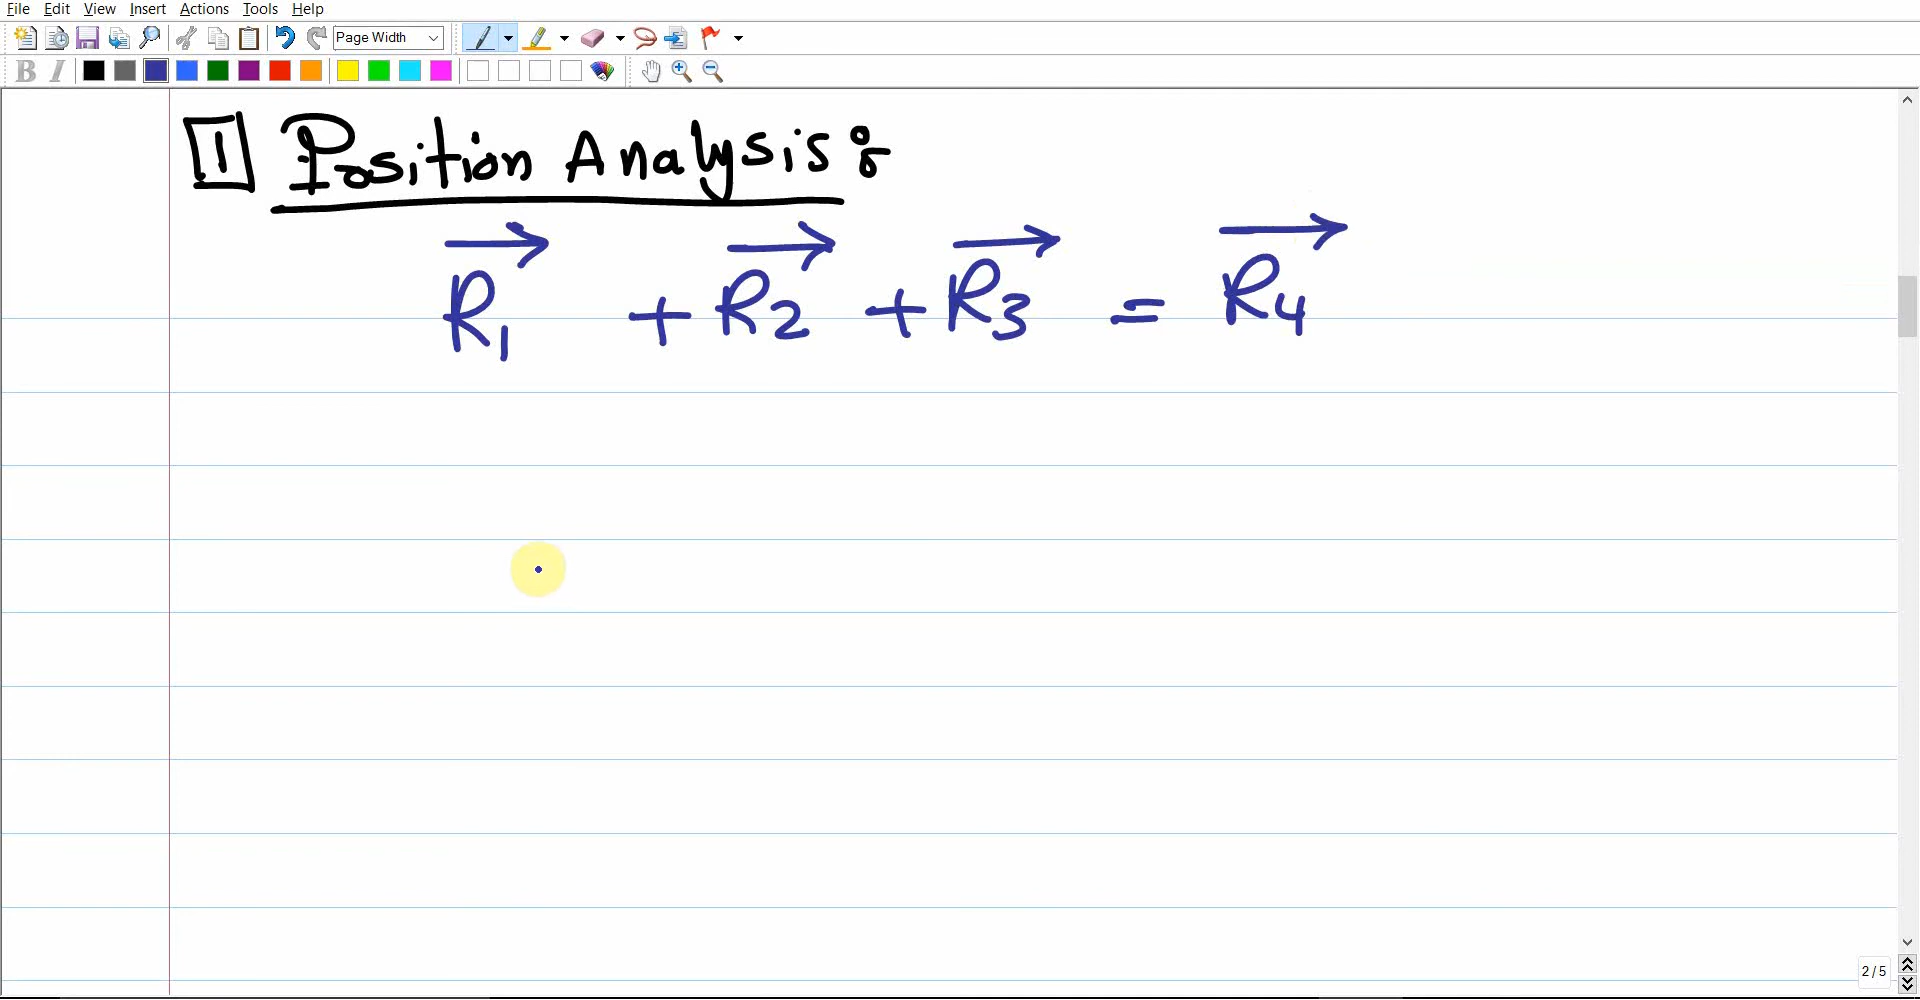 File Edit View Insert Actions Tools Help
Page Width
B I
1 Position Analysis :
R₁ + R₂ + R₃ = R₄
2 / 5